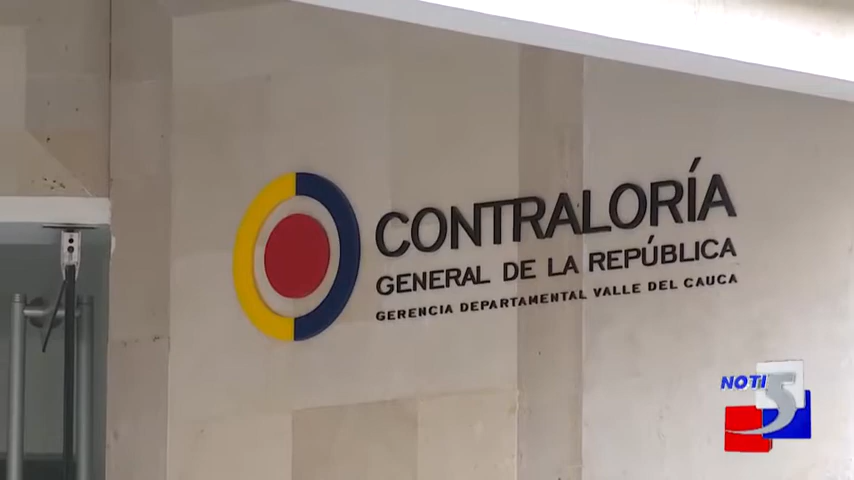 CONTRALORÍA
GENERAL DE LA REPÚBLICA
GERENCIA DEPARTAMENTAL VALLE DEL CAUCA
NOTI 5